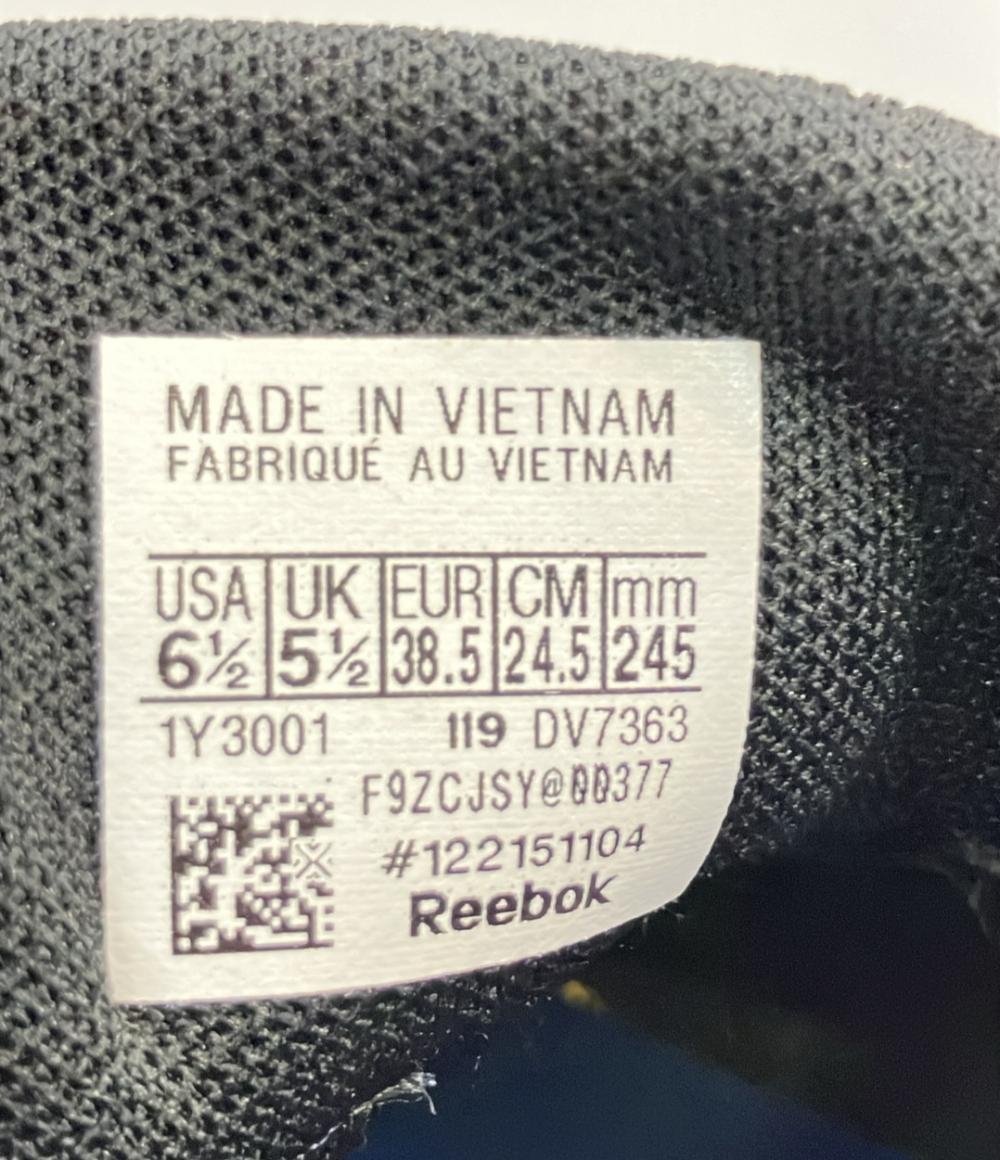 MADE IN VIETNAM
FABRIQUÉ AU VIETNAM
USA UK EUR CM mm
6½ 5½ 38.5 24.5 245
1Y3001 119 DV7363
F9ZCJSY@00377
#122151104
Reebok